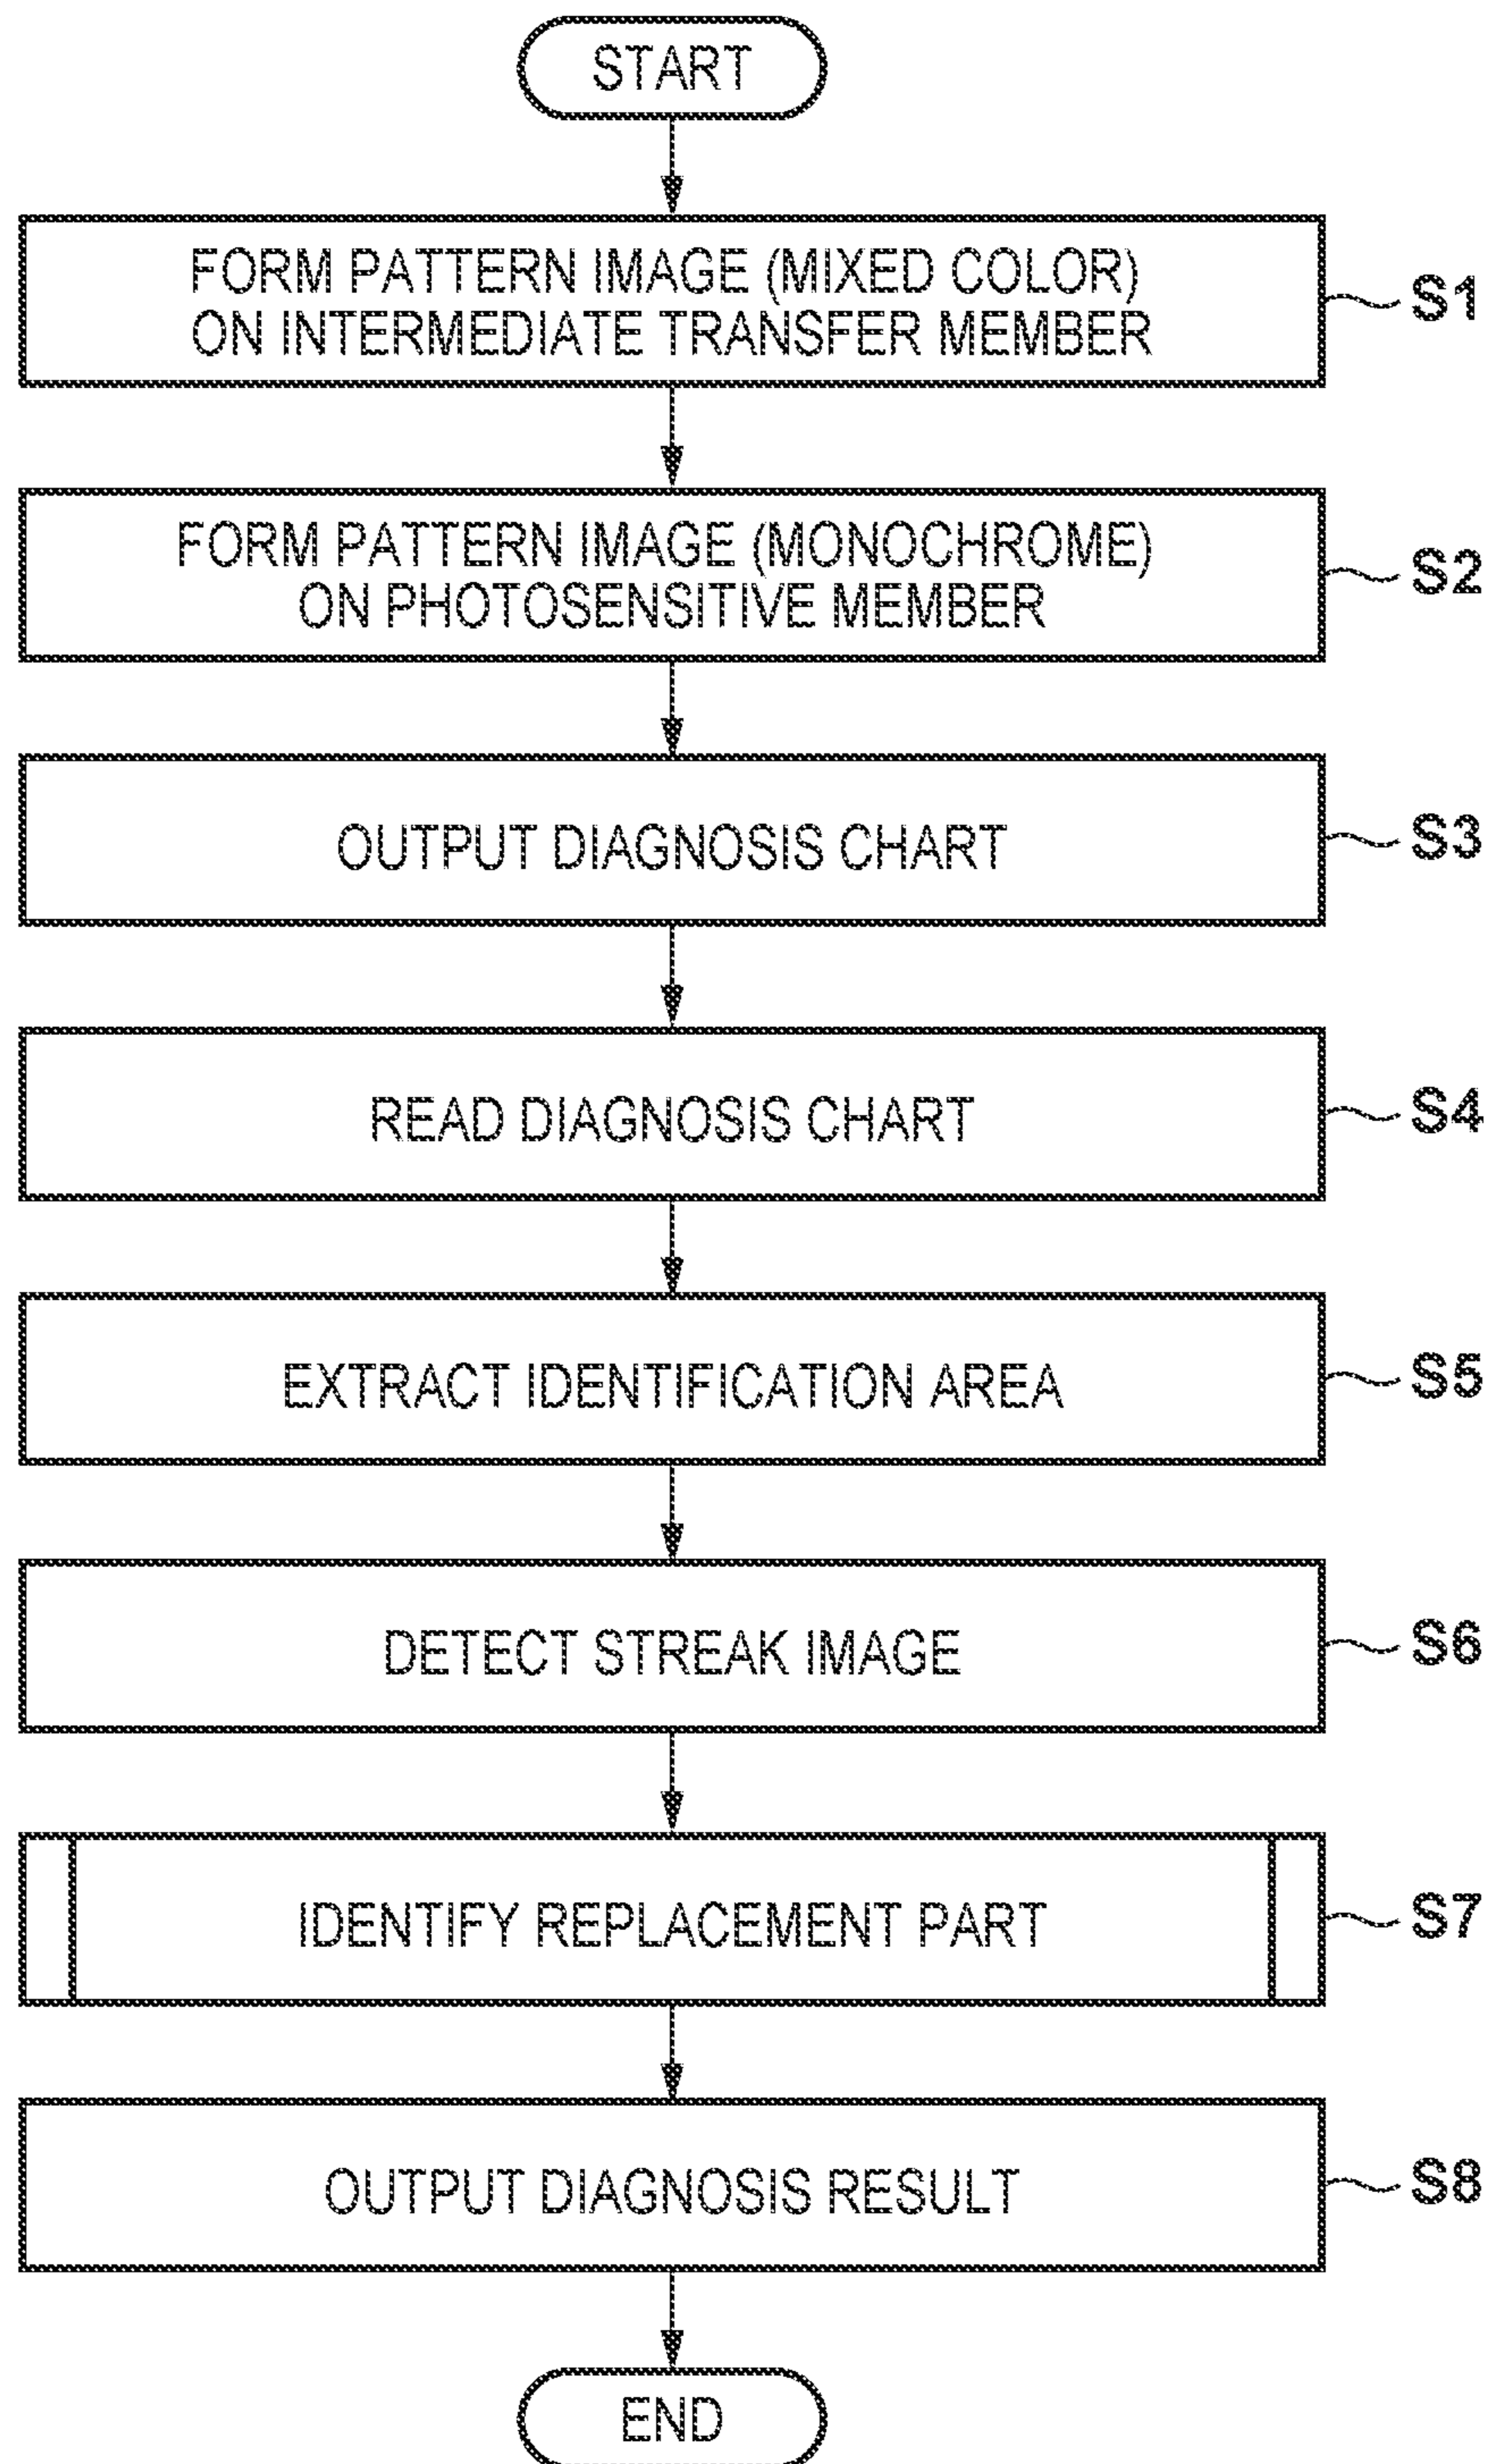 START
FORM PATTERN IMAGE (MIXED COLOR)
ON INTERMEDIATE TRANSFER MEMBER
S1
FORM PATTERN IMAGE (MONOCHROME)
ON PHOTOSENSITIVE MEMBER
S2
OUTPUT DIAGNOSIS CHART
S3
READ DIAGNOSIS CHART
S4
EXTRACT IDENTIFICATION AREA
S5
DETECT STREAK IMAGE
S6
IDENTIFY REPLACEMENT PART
S7
OUTPUT DIAGNOSIS RESULT
S8
END